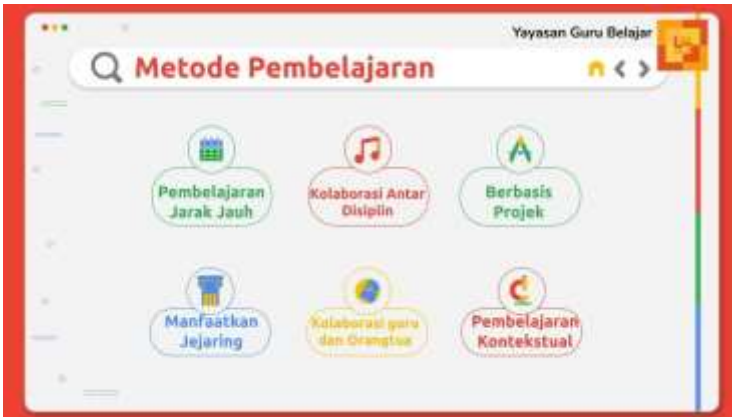 Yayasan Guru Belajar
Metode Pembelajaran
Pembelajaran
Jarak Jauh
Kolaborasi Antar
Disiplin
Berbasis
Projek
Manfaatkan
Jejaring
Kolaborasi guru
dan Orangtua
Pembelajaran
Kontekstual